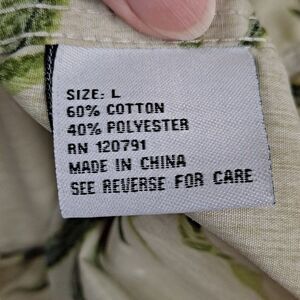 SIZE: L
60% COTTON
40% POLYESTER
RN 120791
MADE IN CHINA
SEE REVERSE FOR CARE